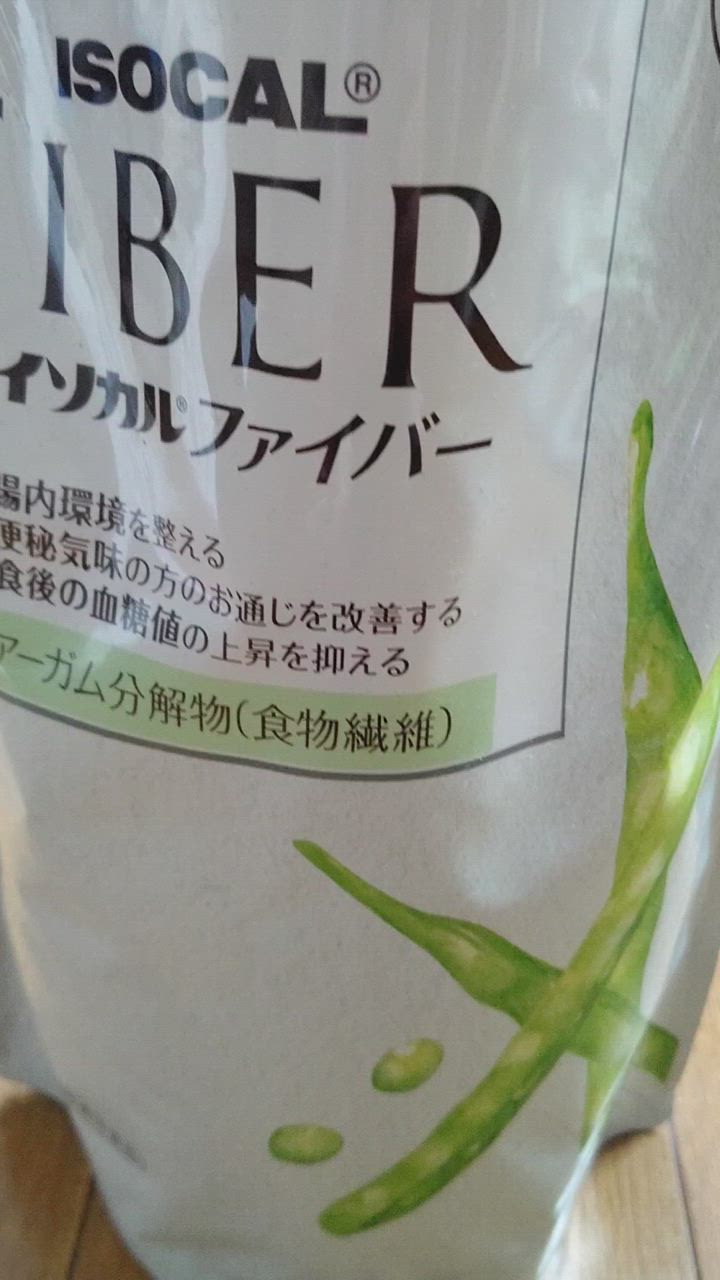 ISOCAL®
IBER
イソカル®ファイバー
腸内環境を整える
便秘気味の方のお通じを改善する
食後の血糖値の上昇を抑える
アーガム分解物(食物繊維)